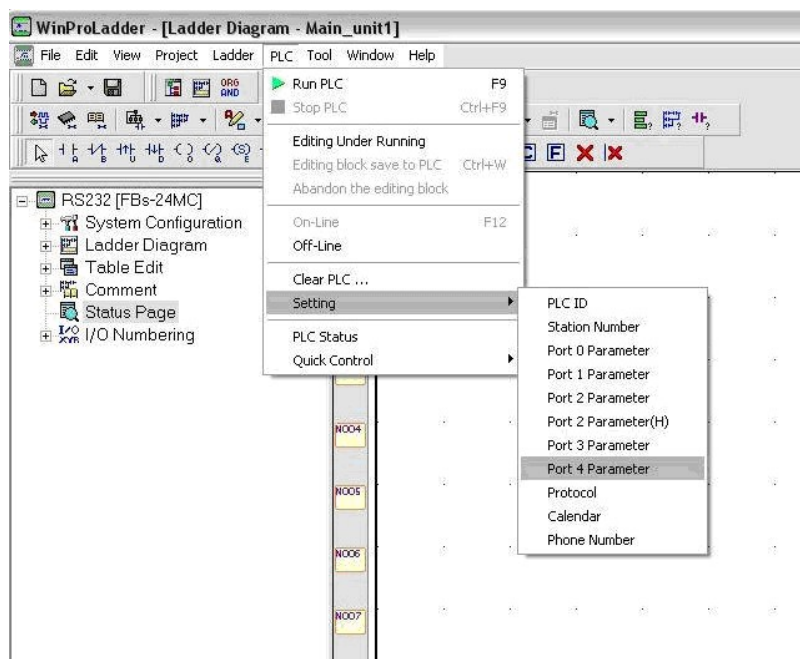 WinProLadder - [Ladder Diagram - Main_unit1]
File Edit View Project Ladder PLC Tool Window Help
ORG
AND
Run PLC F9
Stop PLC Ctrl+F9
Editing Under Running
Editing block save to PLC Ctrl+W
Abandon the editing block
On-Line F12
Off-Line
Clear PLC ...
Setting
PLC Status
Quick Control
PLC ID
Station Number
Port 0 Parameter
Port 1 Parameter
Port 2 Parameter
Port 2 Parameter(H)
Port 3 Parameter
Port 4 Parameter
Protocol
Calendar
Phone Number
RS232 [FBs-24MC]
System Configuration
Ladder Diagram
Table Edit
Comment
Status Page
I/O Numbering
N004
N005
N006
N007